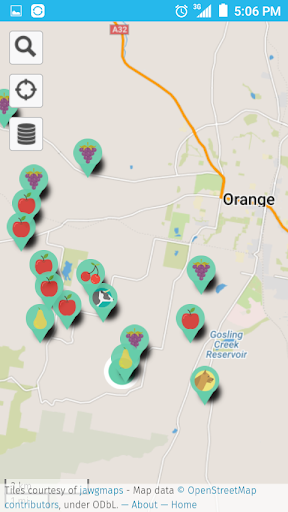 3G 5:06 PM
A32
Orange
Gosling
Creek
Reservoir
Tiles courtesy of jawgmaps - Map data © OpenStreetMap
contributors, under ODbL. — About — Home